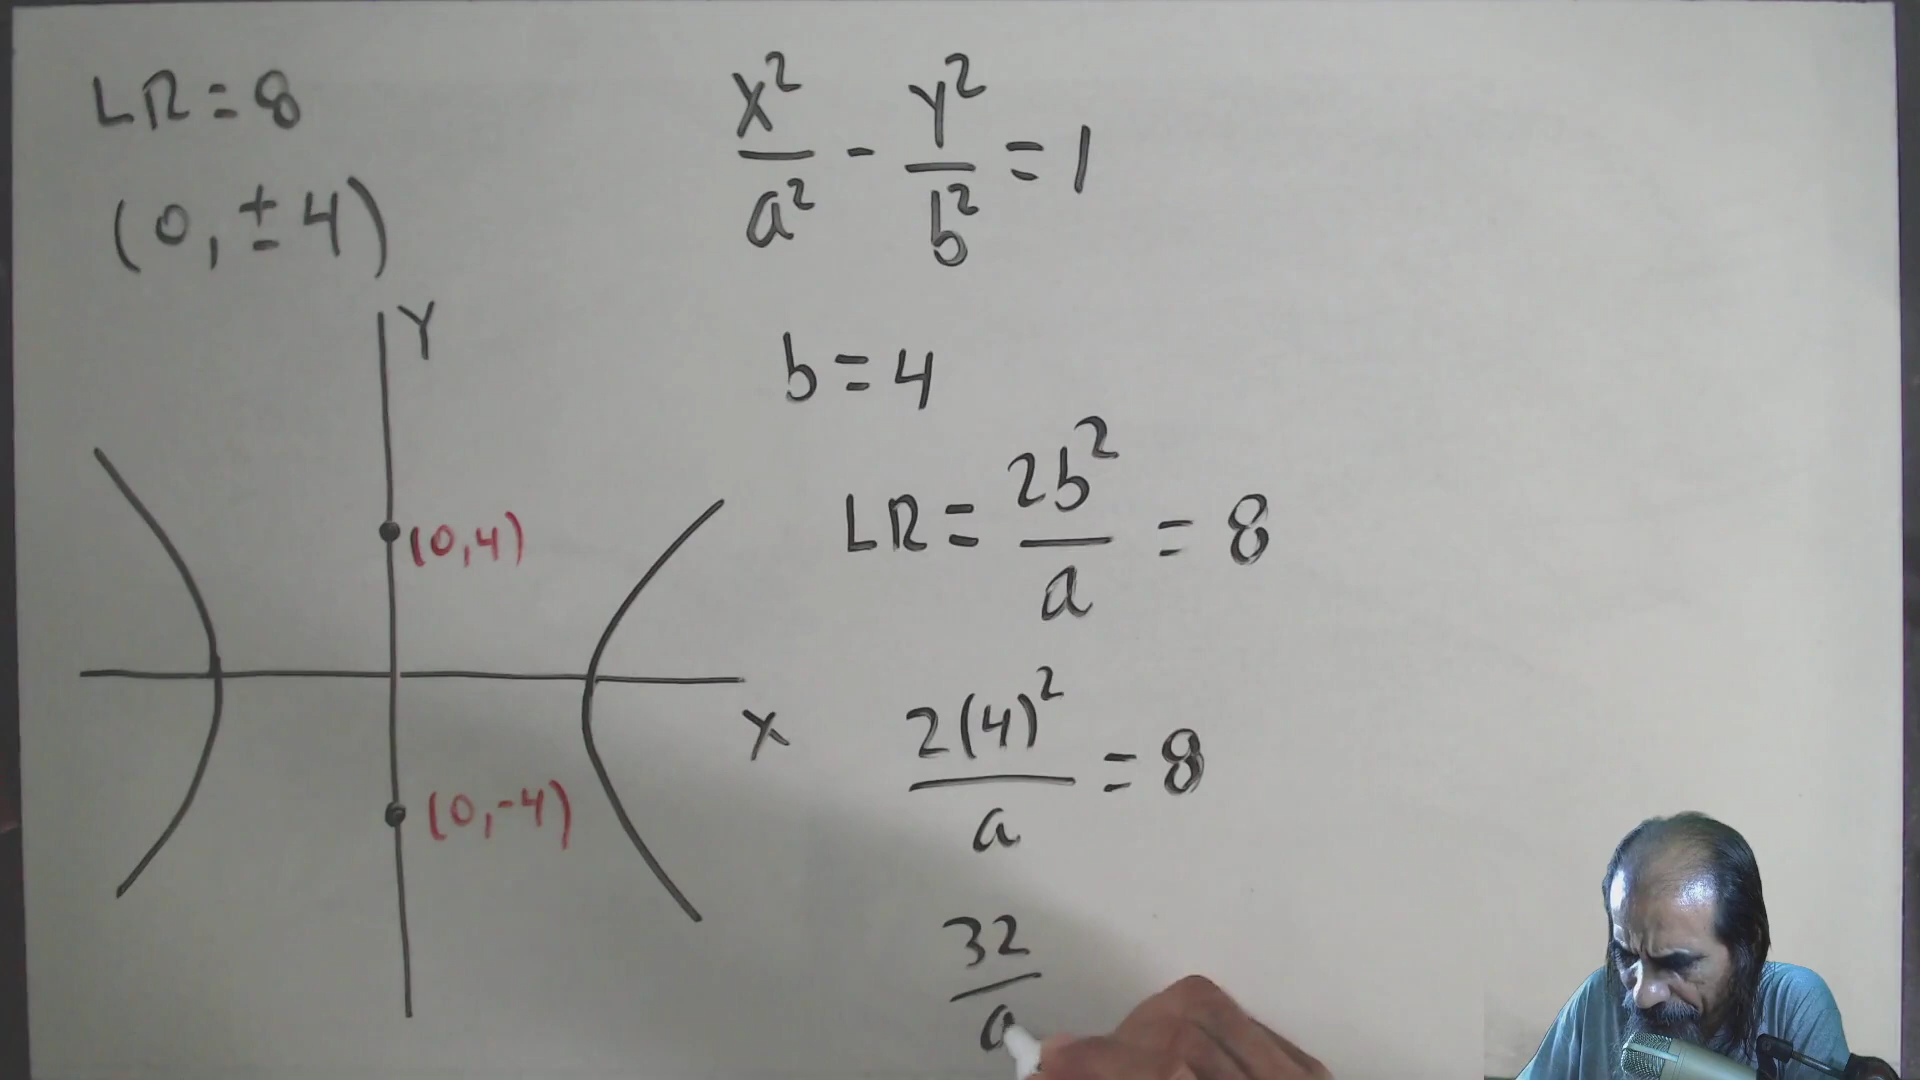 LR = 8
(0, ± 4)
Y
(0,4)
X
(0,-4)
x²/a² - y²/b² = 1
b = 4
LR = 2b²/a = 8
2(4)²/a = 8
32/a